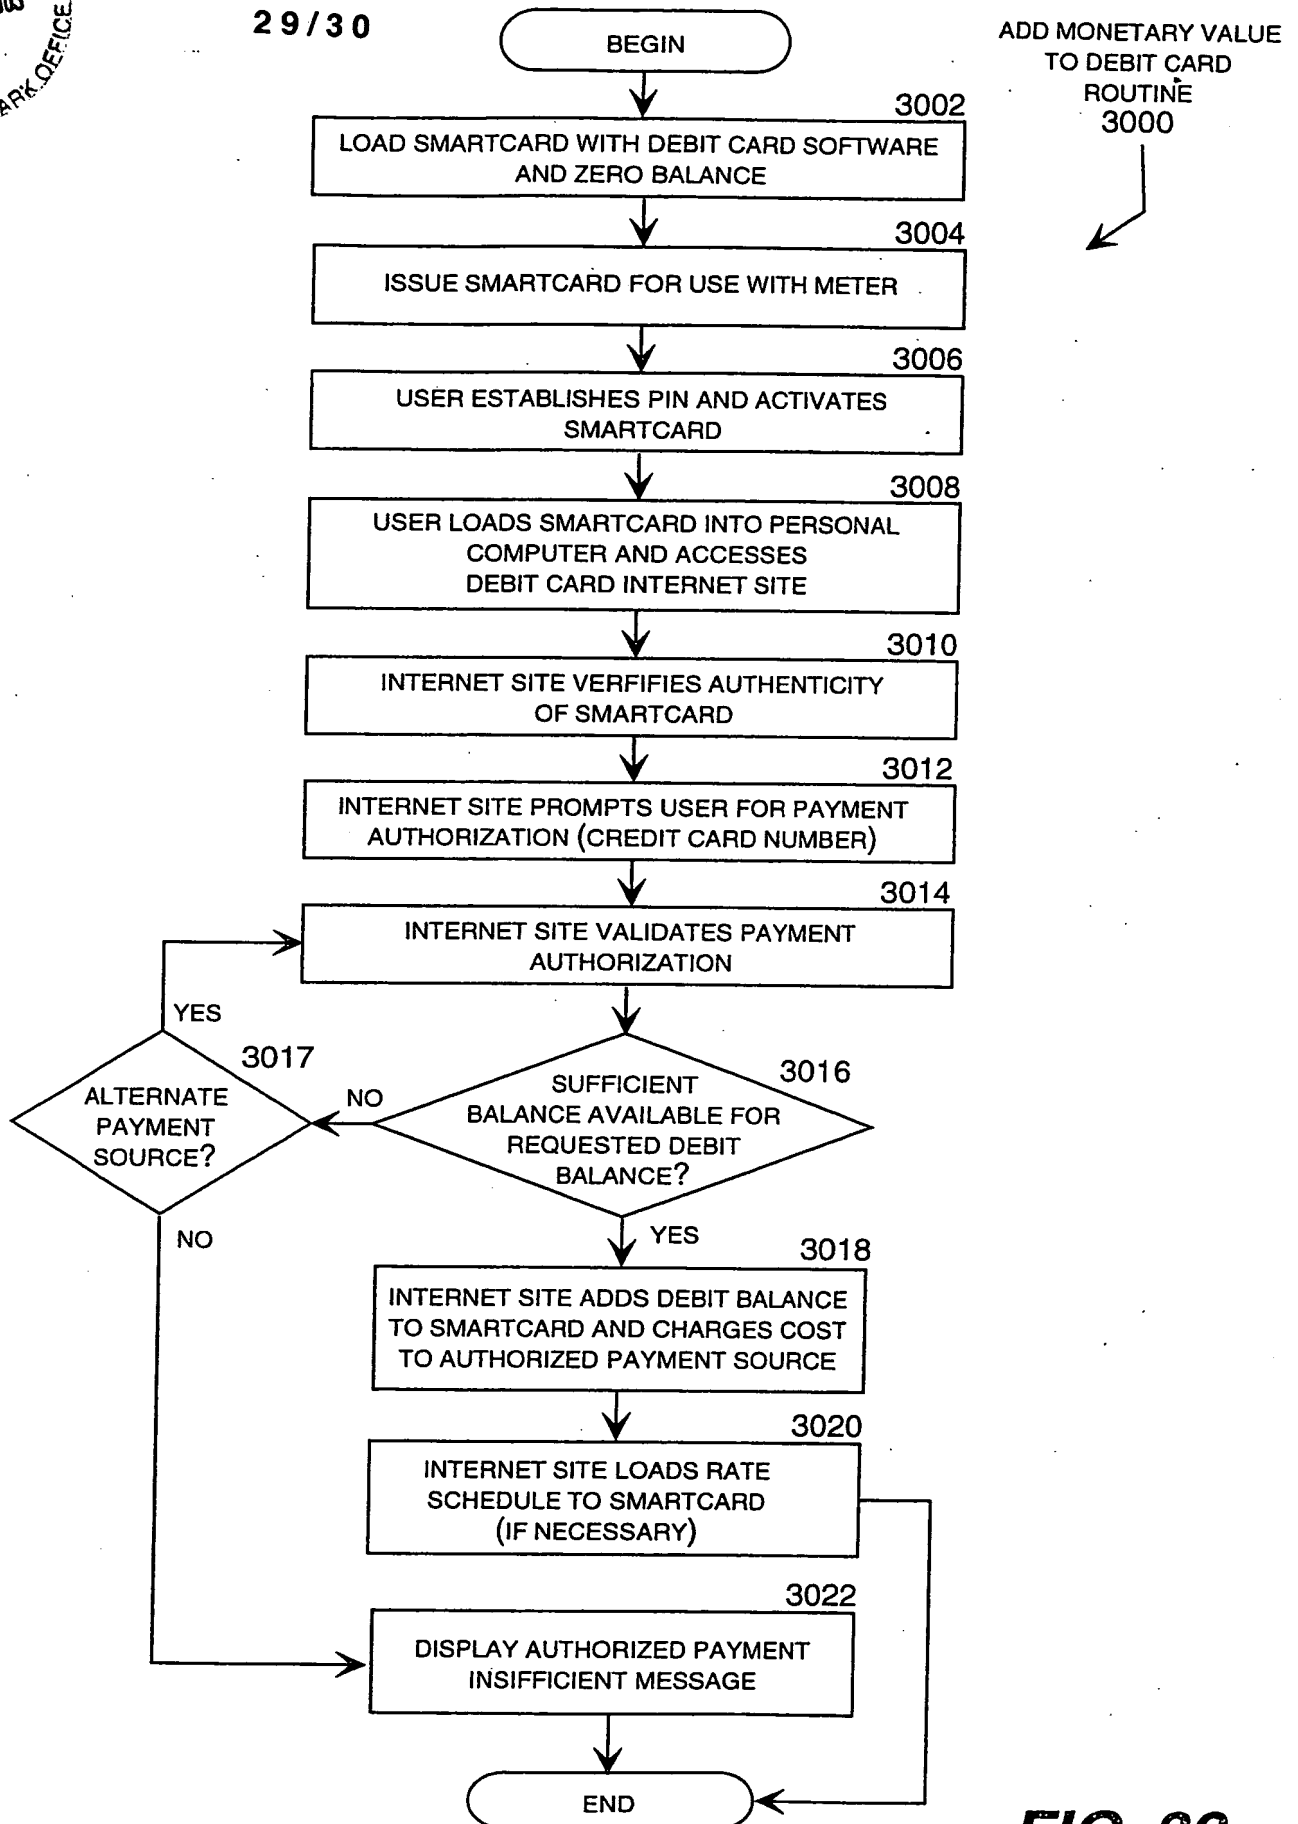 29/30
BEGIN
ADD MONETARY VALUE
TO DEBIT CARD
ROUTINE
3000
3002
LOAD SMARTCARD WITH DEBIT CARD SOFTWARE
AND ZERO BALANCE
3004
ISSUE SMARTCARD FOR USE WITH METER
3006
USER ESTABLISHES PIN AND ACTIVATES
SMARTCARD
3008
USER LOADS SMARTCARD INTO PERSONAL
COMPUTER AND ACCESSES
DEBIT CARD INTERNET SITE
3010
INTERNET SITE VERFIFIES AUTHENTICITY
OF SMARTCARD
3012
INTERNET SITE PROMPTS USER FOR PAYMENT
AUTHORIZATION (CREDIT CARD NUMBER)
3014
INTERNET SITE VALIDATES PAYMENT
AUTHORIZATION
YES
3017
ALTERNATE
PAYMENT
SOURCE?
NO
3016
SUFFICIENT
BALANCE AVAILABLE FOR
REQUESTED DEBIT
BALANCE?
NO
YES
3018
INTERNET SITE ADDS DEBIT BALANCE
TO SMARTCARD AND CHARGES COST
TO AUTHORIZED PAYMENT SOURCE
3020
INTERNET SITE LOADS RATE
SCHEDULE TO SMARTCARD
(IF NECESSARY)
3022
DISPLAY AUTHORIZED PAYMENT
INSIFFICIENT MESSAGE
END
FIG.